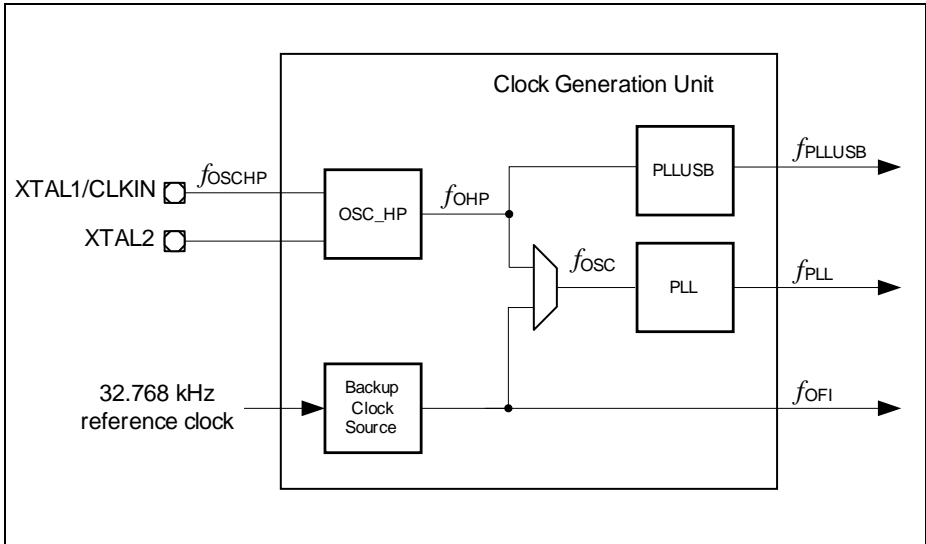 Clock Generation Unit
XTAL1/CLKIN
fOSCHP
XTAL2
OSC_HP
fOHP
PLLUSB
fPLLUSB
fOSC
PLL
fPLL
32.768 kHz
reference clock
Backup
Clock
Source
fOFI